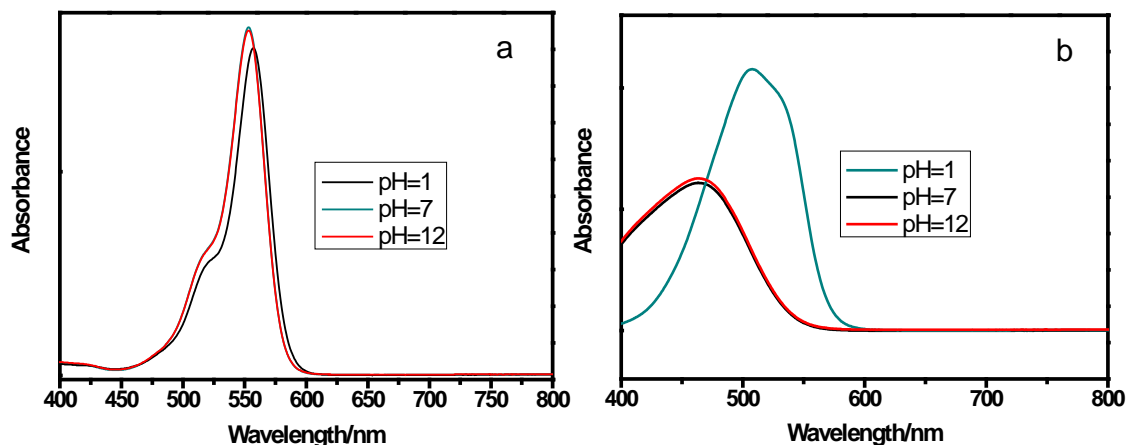 a
Absorbance
pH=1
pH=7
pH=12
400 450 500 550 600 650 700 750 800
Wavelength/nm
b
Absorbance
pH=1
pH=7
pH=12
400 500 600 700 800
Wavelength/nm